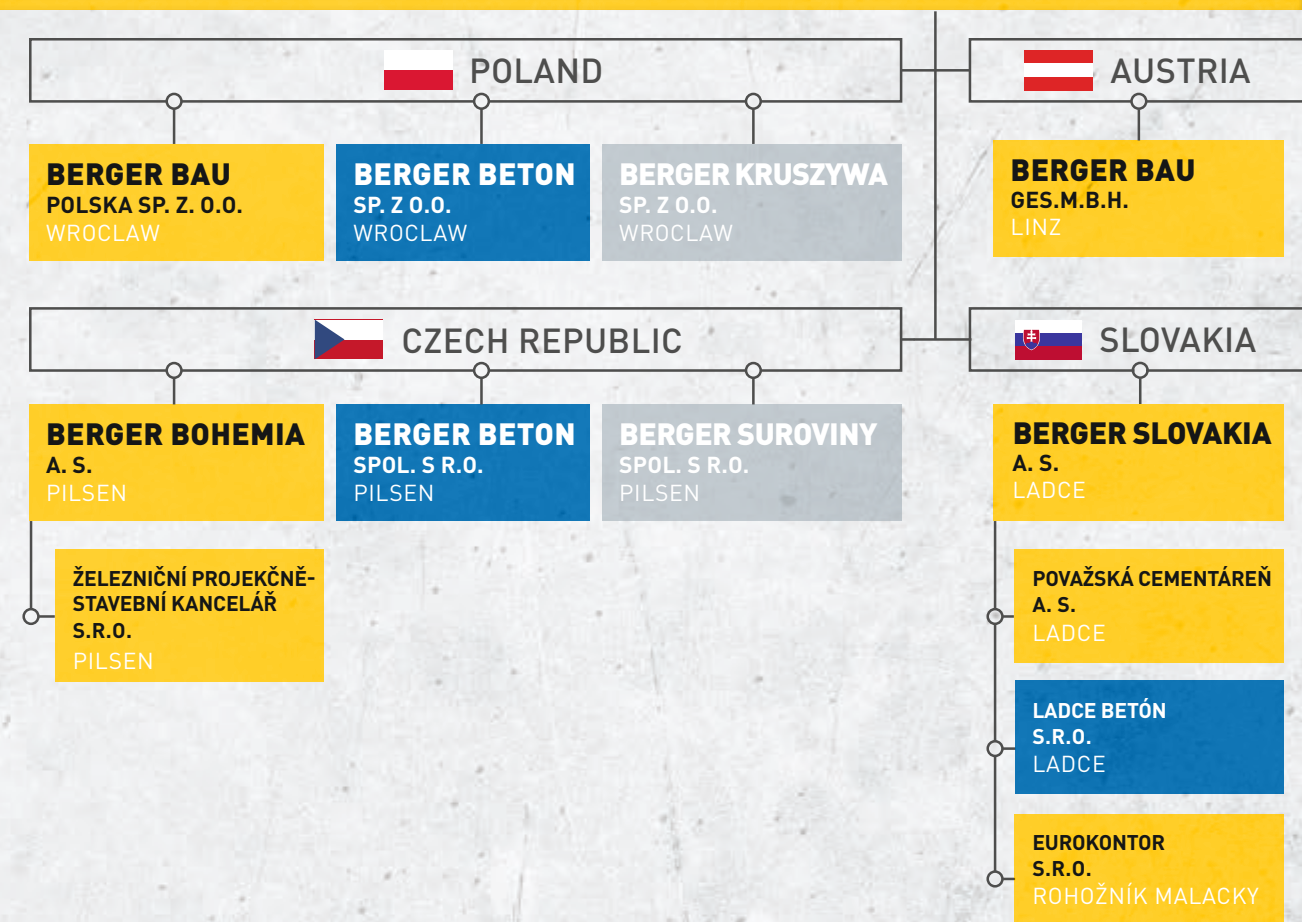 POLAND
BERGER BAU
POLSKA SP. Z. O.O.
WROCLAW
BERGER BETON
SP. Z O.O.
WROCLAW
BERGER KRUSZYWA
SP. Z O.O.
WROCLAW
AUSTRIA
BERGER BAU
GES.M.B.H.
LINZ
CZECH REPUBLIC
BERGER BOHEMIA
A. S.
PILSEN
ŽELEZNIČNÍ PROJEKČNĚ-
STAVEBNÍ KANCELÁŘ
S.R.O.
PILSEN
BERGER BETON
SPOL. S R.O.
PILSEN
BERGER SUROVINY
SPOL. S R.O.
PILSEN
SLOVAKIA
BERGER SLOVAKIA
A. S.
LADCE
POVAŽSKÁ CEMENTÁREŇ
A. S.
LADCE
LADCE BETÓN
S.R.O.
LADCE
EUROKONTOR
S.R.O.
ROHOŽNÍK MALACKY